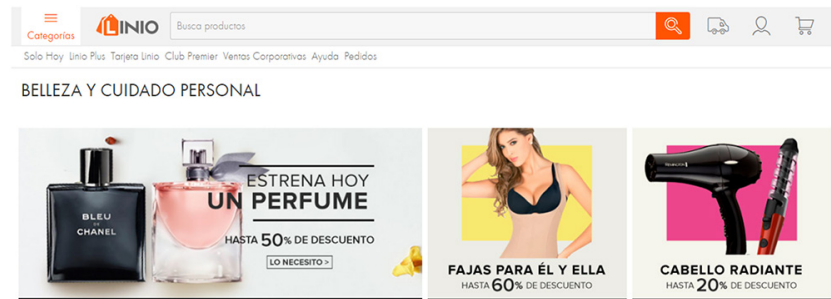 Categorías
LINIO
Busca productos
Solo Hoy Linio Plus Tarjeta Linio Club Premier Ventas Corporativas Ayuda Pedidos
BELLEZA Y CUIDADO PERSONAL
BLEU
DE
CHANEL
ESTRENA HOY
UN PERFUME
HASTA 50% DE DESCUENTO
LO NECESITO >
FAJAS PARA ÉL Y ELLA
HASTA 60% DE DESCUENTO
REMINGTON
CABELLO RADIANTE
HASTA 20% DE DESCUENTO